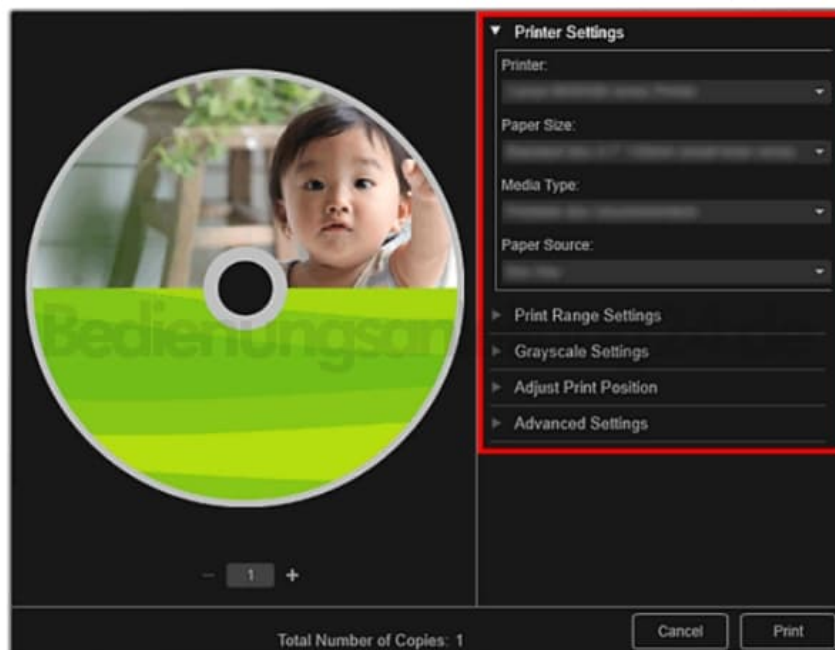 Printer Settings
Printer:
Paper Size:
Media Type:
Paper Source:
Print Range Settings
Grayscale Settings
Adjust Print Position
Advanced Settings
1
Total Number of Copies: 1
Cancel
Print